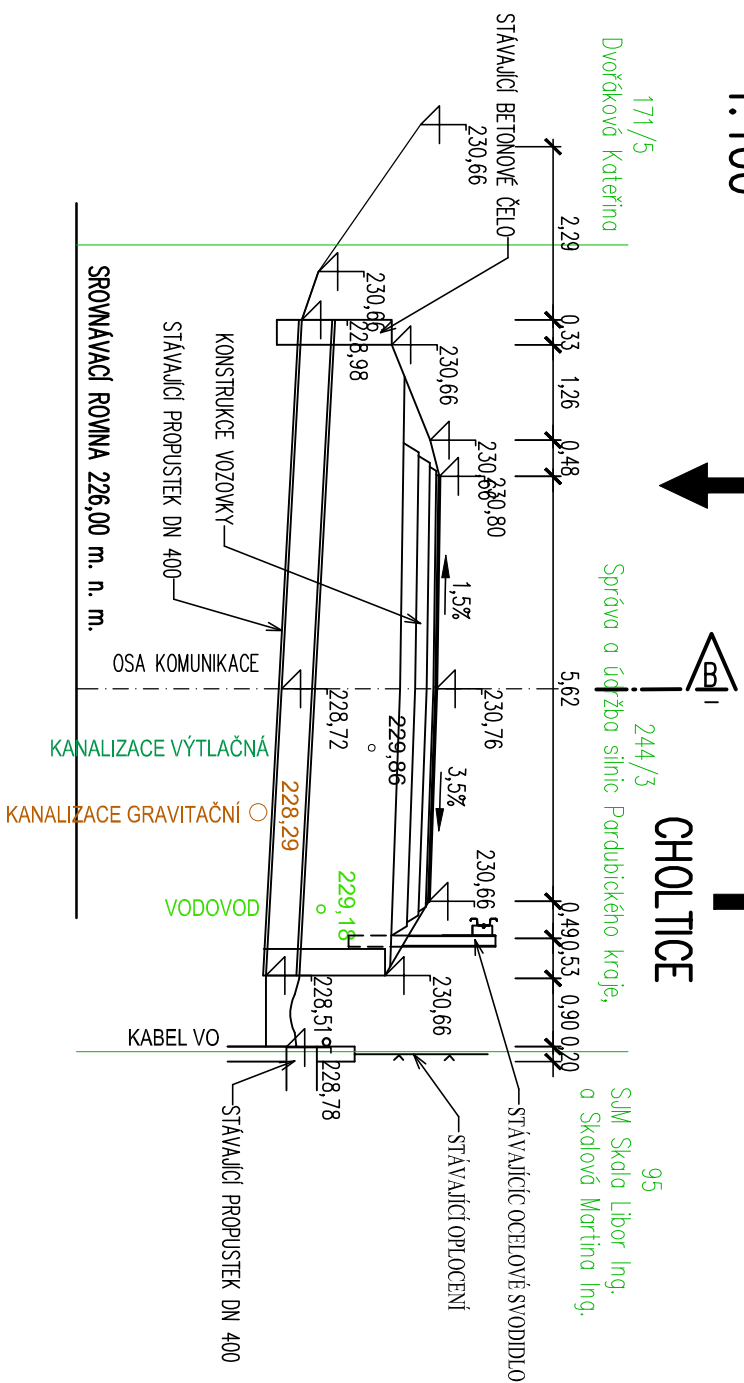 1:100
171/5
Dvořáková Kateřina
244/3
Správa a údržba silnic Pardubického kraje,
95
SJM Skala Libor Ing.
a Skalová Martina Ing.
B
CHOLTICE
2,29
0,33
1,26
0,48
5,62
0,49
0,53
0,90
0,20
STÁVAJÍCÍ BETONOVÉ ČELO
230,66
230,66
228,98
230,66
230,66
230,80
1,5%
230,76
3,5%
230,66
230,66
228,72
229,86
228,29
229,18
228,51
228,78
KONSTRUKCE VOZOVKY
STÁVAJÍCÍ PROPUSTEK DN 400
SROVNÁVACÍ ROVINA 226,00 m. n. m.
OSA KOMUNIKACE
KANALIZACE VÝTLAČNÁ
KANALIZACE GRAVITAČNÍ
VODOVOD
KABEL VO
STÁVAJÍCÍC OCELOVÉ SVODIDLO
STÁVAJÍCÍ OPLOCENÍ
STÁVAJÍCÍ PROPUSTEK DN 400